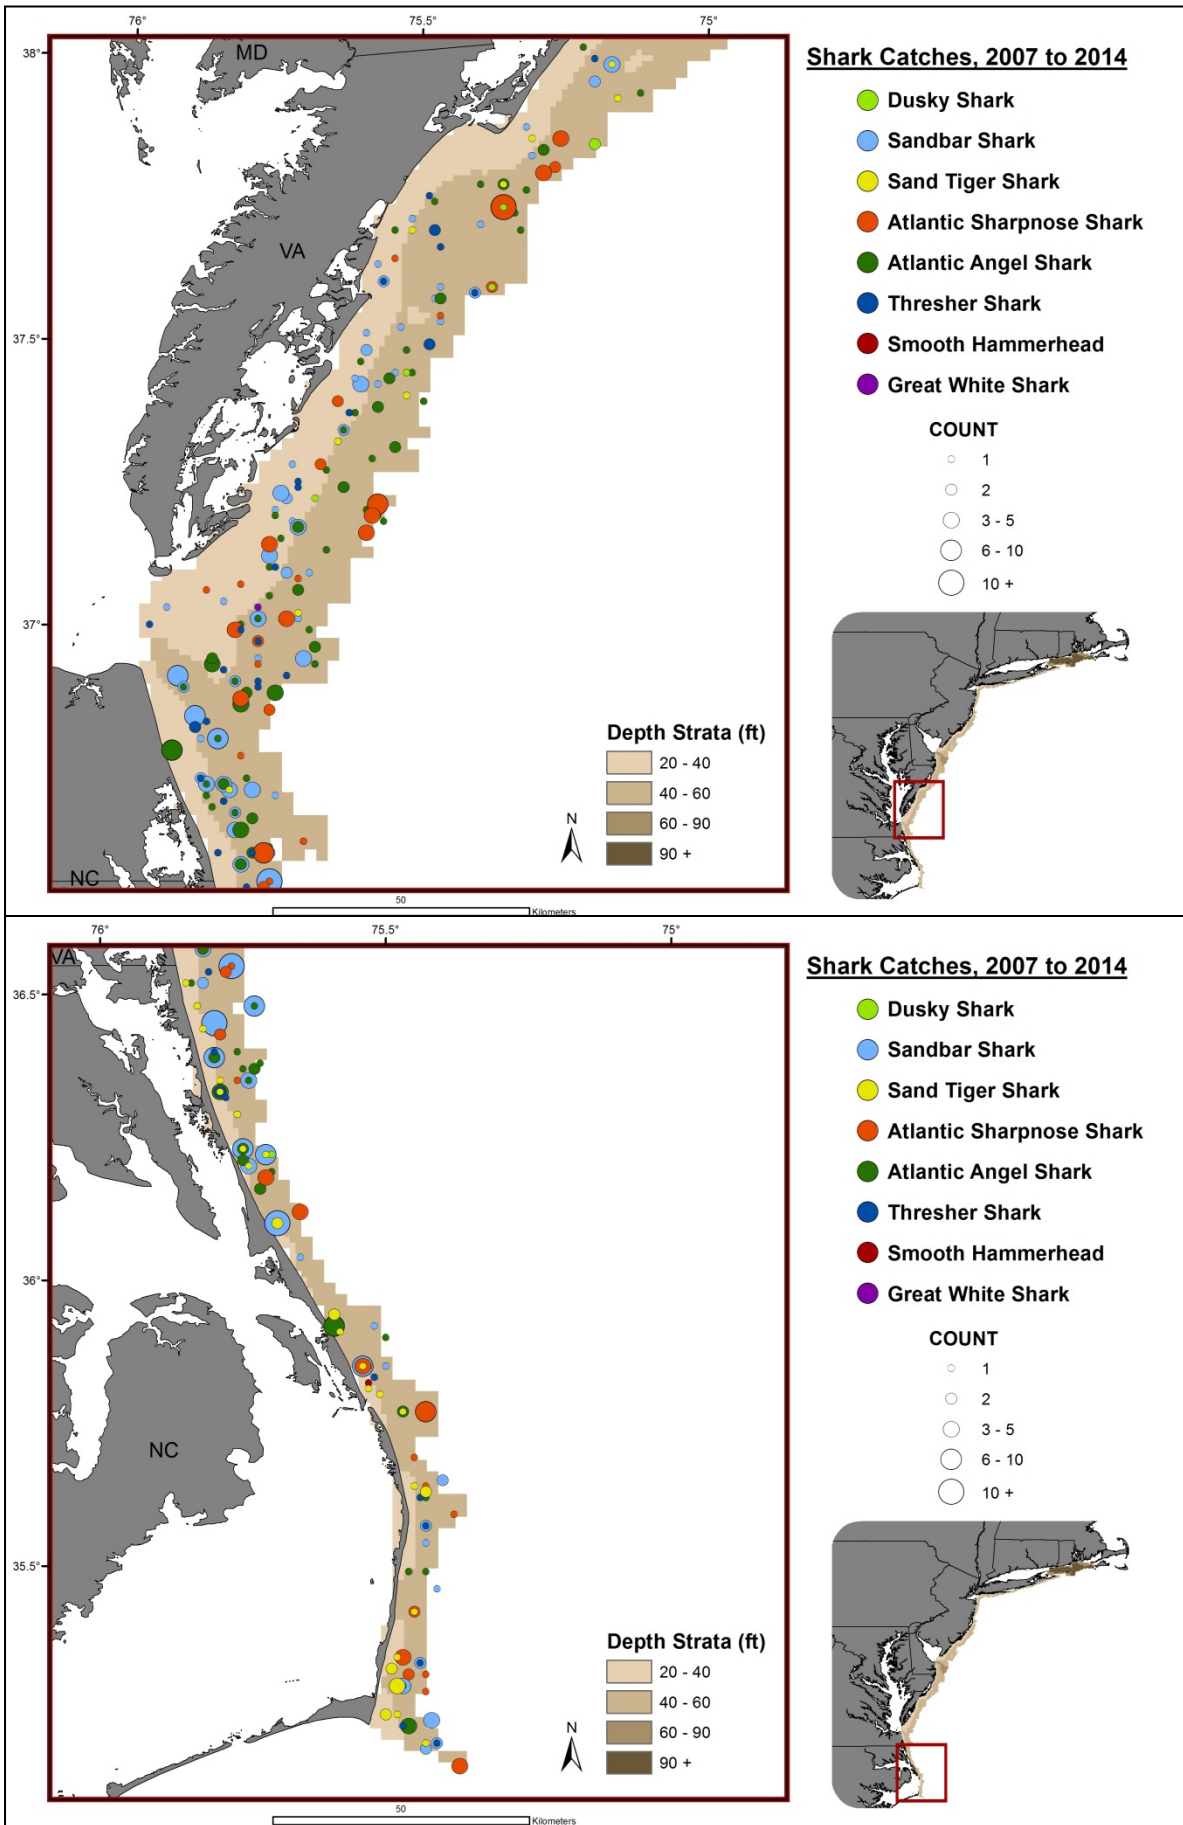 76° 75.5° 75°
38°
37.5°
37°
MD
VA
NC
Shark Catches, 2007 to 2014
Dusky Shark
Sandbar Shark
Sand Tiger Shark
Atlantic Sharpnose Shark
Atlantic Angel Shark
Thresher Shark
Smooth Hammerhead
Great White Shark
COUNT
1
2
3 - 5
6 - 10
10 +
Depth Strata (ft)
20 - 40
40 - 60
60 - 90
90 +
N
50
Kilometers
76° 75.5° 75°
36.5°
36°
35.5°
VA
NC
Shark Catches, 2007 to 2014
Dusky Shark
Sandbar Shark
Sand Tiger Shark
Atlantic Sharpnose Shark
Atlantic Angel Shark
Thresher Shark
Smooth Hammerhead
Great White Shark
COUNT
1
2
3 - 5
6 - 10
10 +
Depth Strata (ft)
20 - 40
40 - 60
60 - 90
90 +
N
50
Kilometers